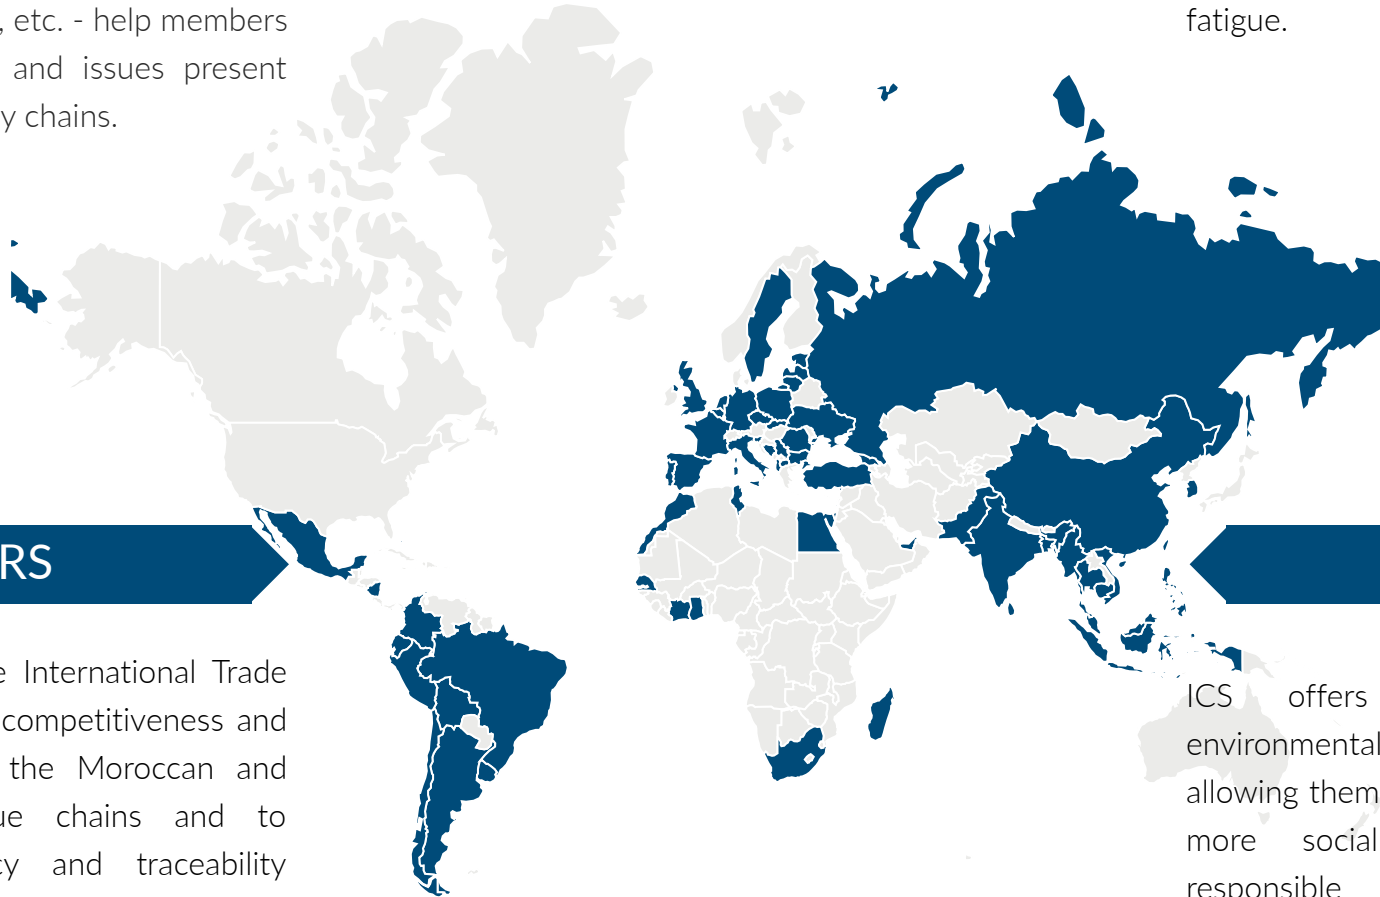 , etc. - help members
and issues present
y chains.
fatigue.
RS
e International Trade
competitiveness and
the Moroccan and
ue chains and to
cy and traceability
ICS offers
environmental
allowing them
more social
responsible